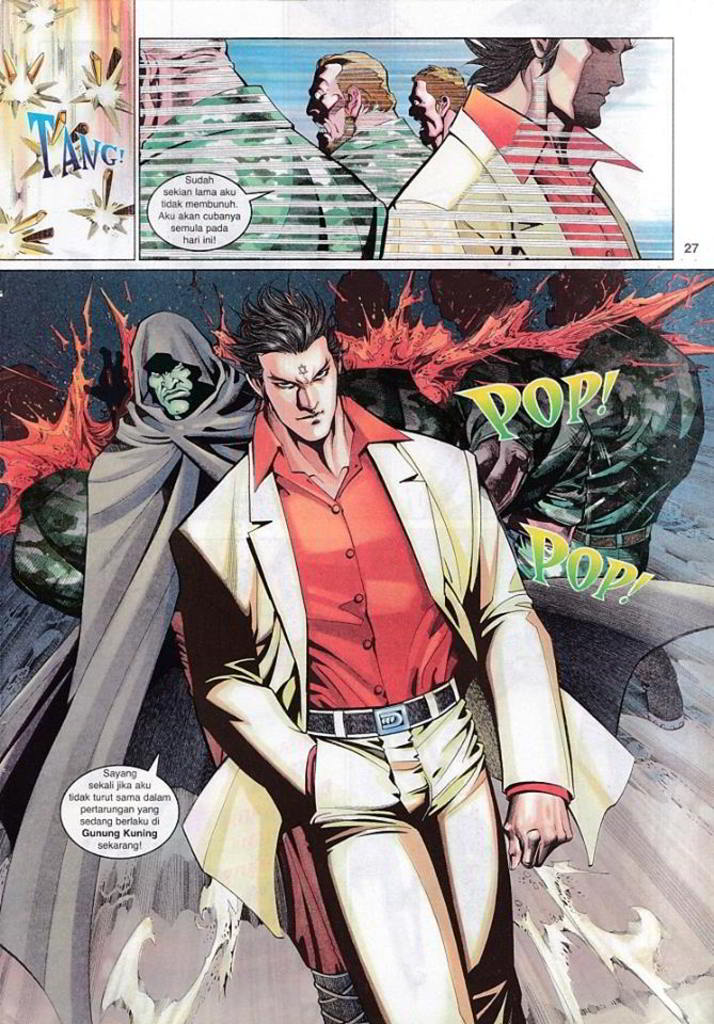 TANG!
Sudah
sekian lama aku
tidak membunuh.
Aku akan cubanya
semula pada
hari ini!
27
POP!
POP!
Sayang
sekali jika aku
tidak turut sama dalam
pertarungan yang
sedang berlaku di
Gunung Kuning
sekarang!